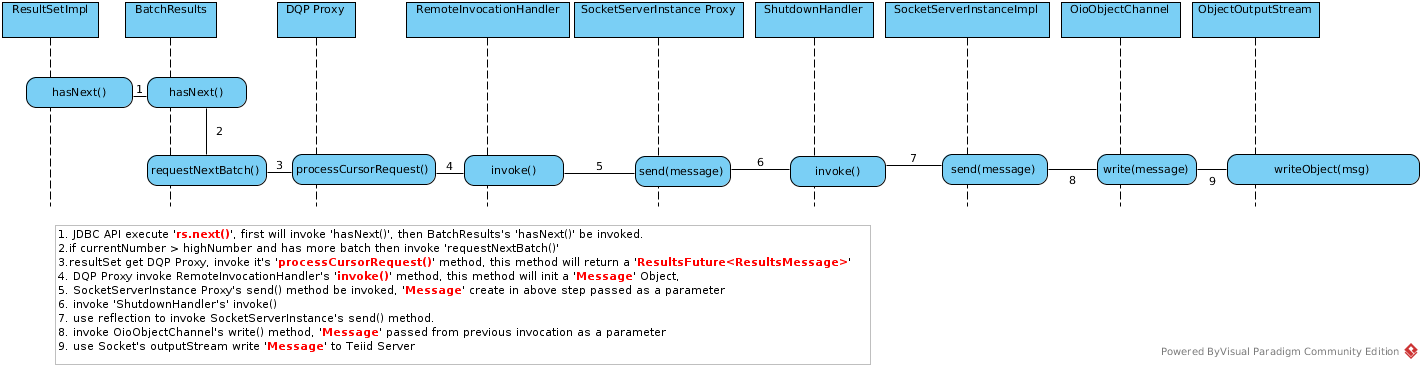 ResultSetImpl
BatchResults
DQP Proxy
RemoteInvocationHandler
SocketServerInstance Proxy
ShutdownHandler
SocketServerInstanceImpl
OioObjectChannel
ObjectOutputStream
hasNext()
1
hasNext()
2
requestNextBatch()
3
processCursorRequest()
4
invoke()
5
send(message)
6
invoke()
7
send(message)
8
write(message)
9
writeObject(msg)
1. JDBC API execute 'rs.next()', first will invoke 'hasNext()', then BatchResults's 'hasNext()' be invoked.
2.if currentNumber > highNumber and has more batch then invoke 'requestNextBatch()'
3.resultSet get DQP Proxy, invoke it's 'processCursorRequest()' method, this method will return a 'ResultsFuture<ResultsMessage>'
4. DQP Proxy invoke RemoteInvocationHandler's 'invoke()' method, this method will init a 'Message' Object,
5. SocketServerInstance Proxy's send() method be invoked, 'Message' create in above step passed as a parameter
6. invoke 'ShutdownHandler's' invoke()
7. use reflection to invoke SocketServerInstance's send() method.
8. invoke OioObjectChannel's write() method, 'Message' passed from previous invocation as a parameter
9. use Socket's outputStream write 'Message' to Teiid Server
Powered ByVisual Paradigm Community Edition